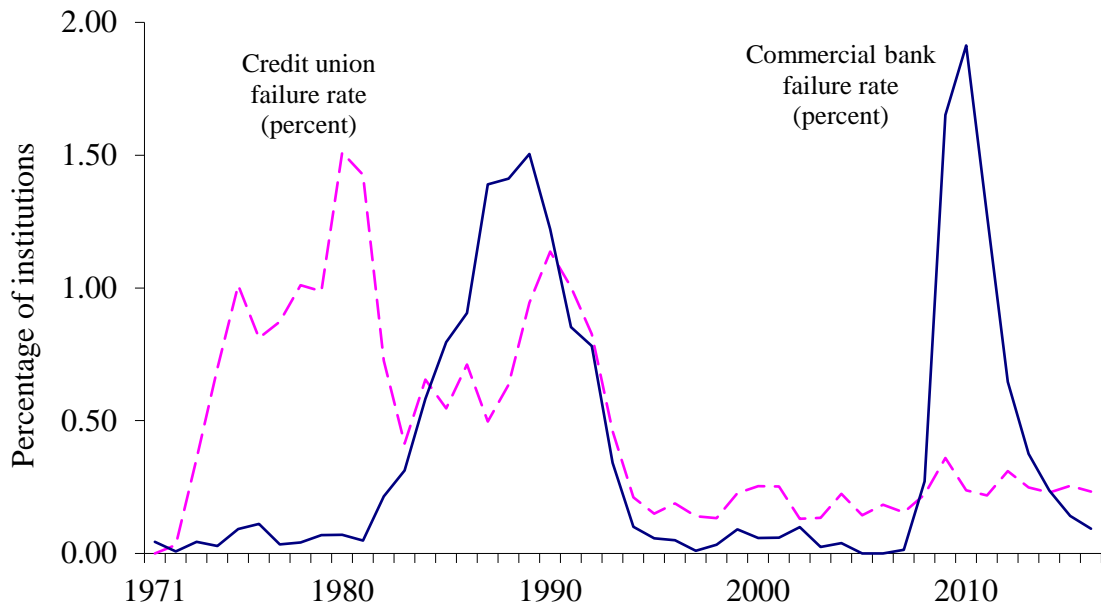 2.00
Credit union
failure rate
(percent)
Commercial bank
failure rate
(percent)
1.50
Percentage of institutions
1.00
0.50
0.00
1971
1980
1990
2000
2010